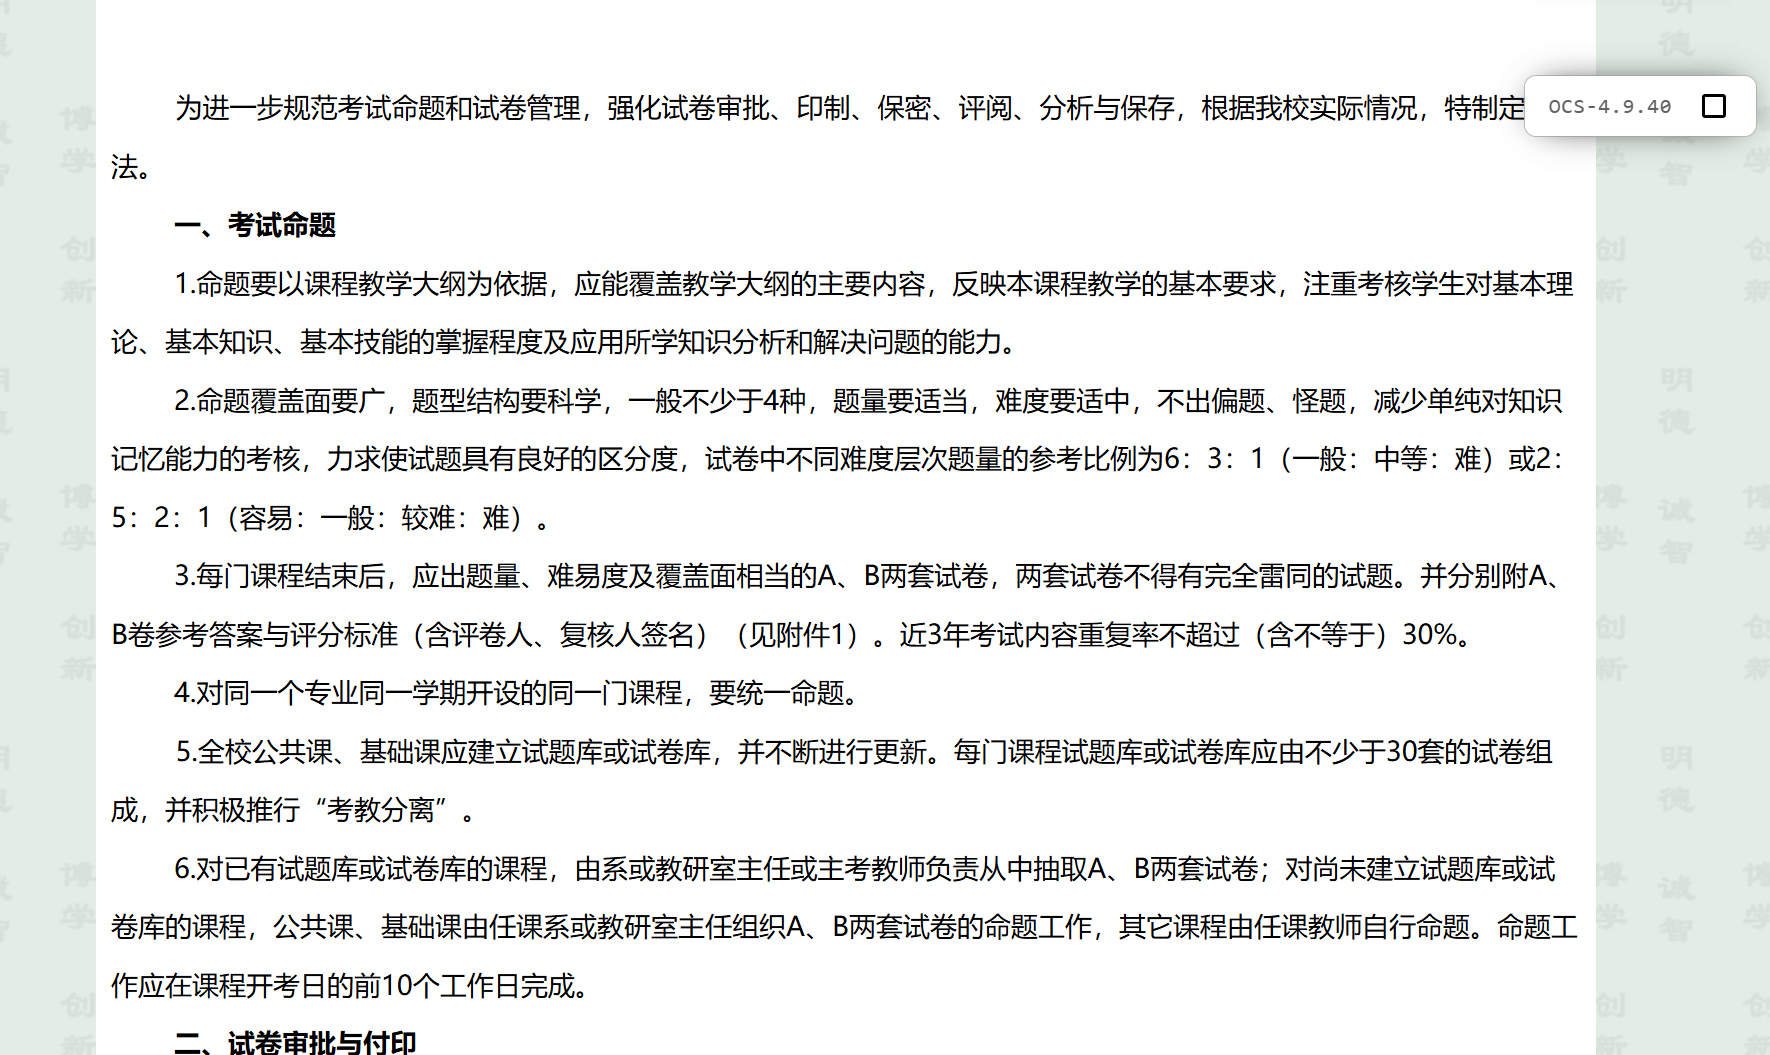 为进一步规范考试命题和试卷管理，强化试卷审批、印制、保密、评阅、分析与保存，根据我校实际情况，特制定
法。
OCS-4.9.40
一、考试命题
1.命题要以课程教学大纲为依据，应能覆盖教学大纲的主要内容，反映本课程教学的基本要求，注重考核学生对基本理
论、基本知识、基本技能的掌握程度及应用所学知识分析和解决问题的能力。
2.命题覆盖面要广，题型结构要科学，一般不少于4种，题量要适当，难度要适中，不出偏题、怪题，减少单纯对知识
记忆能力的考核，力求使试题具有良好的区分度，试卷中不同难度层次题量的参考比例为6：3：1（一般：中等：难）或2：
5：2：1（容易：一般：较难：难）。
3.每门课程结束后，应出题量、难易度及覆盖面相当的A、B两套试卷，两套试卷不得有完全雷同的试题。并分别附A、
B卷参考答案与评分标准（含评卷人、复核人签名）（见附件1）。近3年考试内容重复率不超过（含不等于）30%。
4.对同一个专业同一学期开设的同一门课程，要统一命题。
5.全校公共课、基础课应建立试题库或试卷库，并不断进行更新。每门课程试题库或试卷库应由不少于30套的试卷组
成，并积极推行“考教分离”。
6.对已有试题库或试卷库的课程，由系或教研室主任或主考教师负责从中抽取A、B两套试卷；对尚未建立试题库或试
卷库的课程，公共课、基础课由任课系或教研室主任组织A、B两套试卷的命题工作，其它课程由任课教师自行命题。命题工
作应在课程开考日的前10个工作日完成。
二、试卷审批与付印
博学
创新
明德
诚智